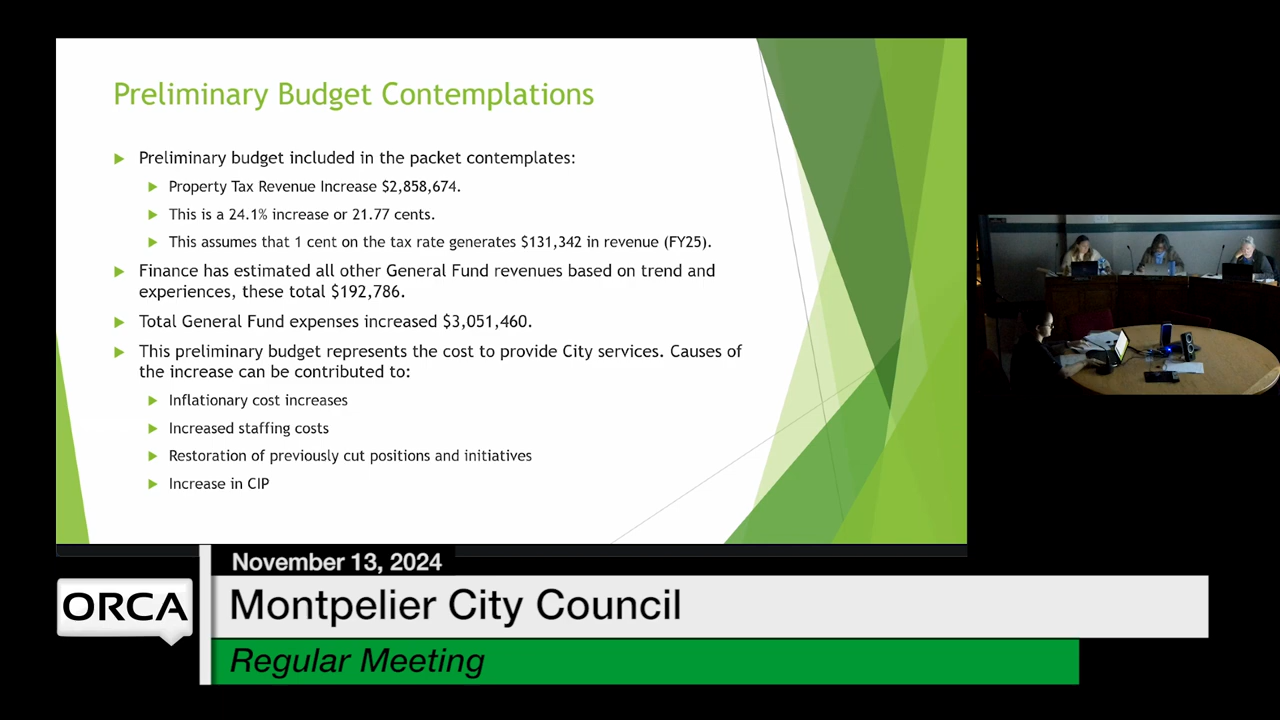 Preliminary Budget Contemplations
Preliminary budget included in the packet contemplates:
Property Tax Revenue Increase $2,858,674.
This is a 24.1% increase or 21.77 cents.
This assumes that 1 cent on the tax rate generates $131,342 in revenue (FY25).
Finance has estimated all other General Fund revenues based on trend and
experiences, these total $192,786.
Total General Fund expenses increased $3,051,460.
This preliminary budget represents the cost to provide City services. Causes of
the increase can be contributed to:
Inflationary cost increases
Increased staffing costs
Restoration of previously cut positions and initiatives
Increase in CIP
November 13, 2024
ORCA
Montpelier City Council
Regular Meeting